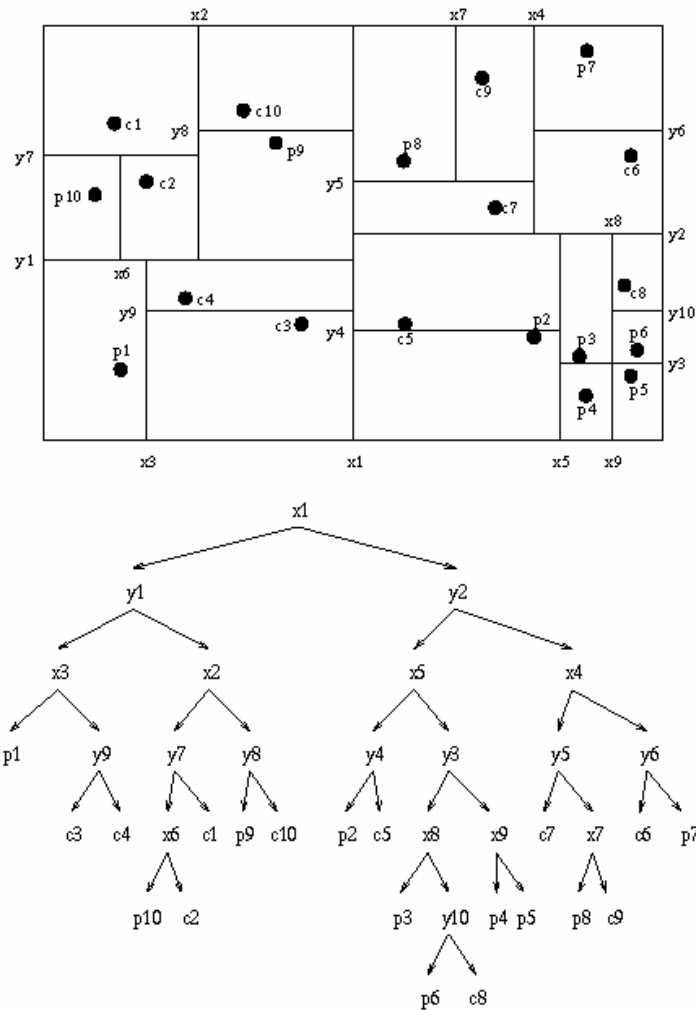 x2 x7 x4
p7
c9
c10
c1
y8 y6
p9 p8
y7 c6
c2 y5
p10
c7 x8
y2
y1
x6
c4 c8
y9 y10
c3 y4 c5 p2 p6
p1 p3
y3
p5
p4
x3 x1 x5 x9
x1
y1 y2
x3 x2 x5 x4
p1 y9 y7 y8 y4 y3 y5 y6
c3 c4 x6 c1 p9 c10 p2 c5 x8 x9 c7 x7 c6 p7
p10 c2 p3 y10 p4 p5 p8 c9
p6 c8